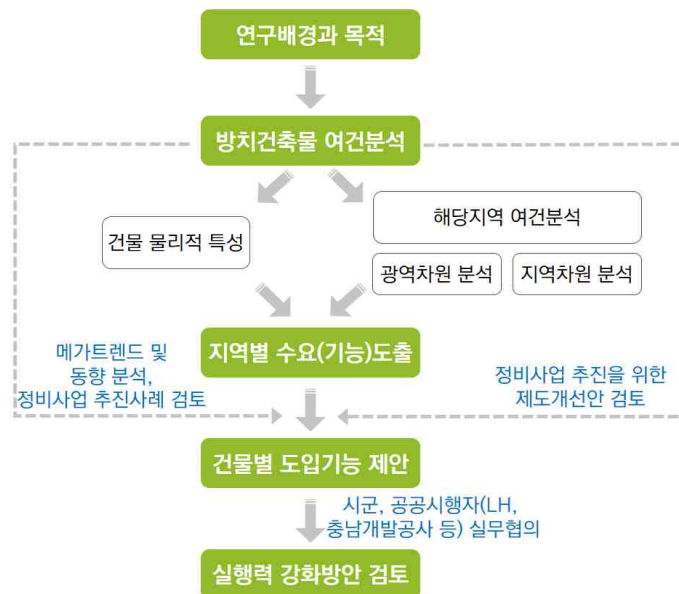 연구배경과 목적
방치건축물 여건분석
건물 물리적 특성
해당지역 여건분석
광역차원 분석
지역차원 분석
지역별 수요(기능)도출
메가트렌드 및
동향 분석,
정비사업 추진사례 검토
정비사업 추진을 위한
제도개선안 검토
건물별 도입기능 제안
시군, 공공시행자(LH,
충남개발공사 등) 실무협의
실행력 강화방안 검토